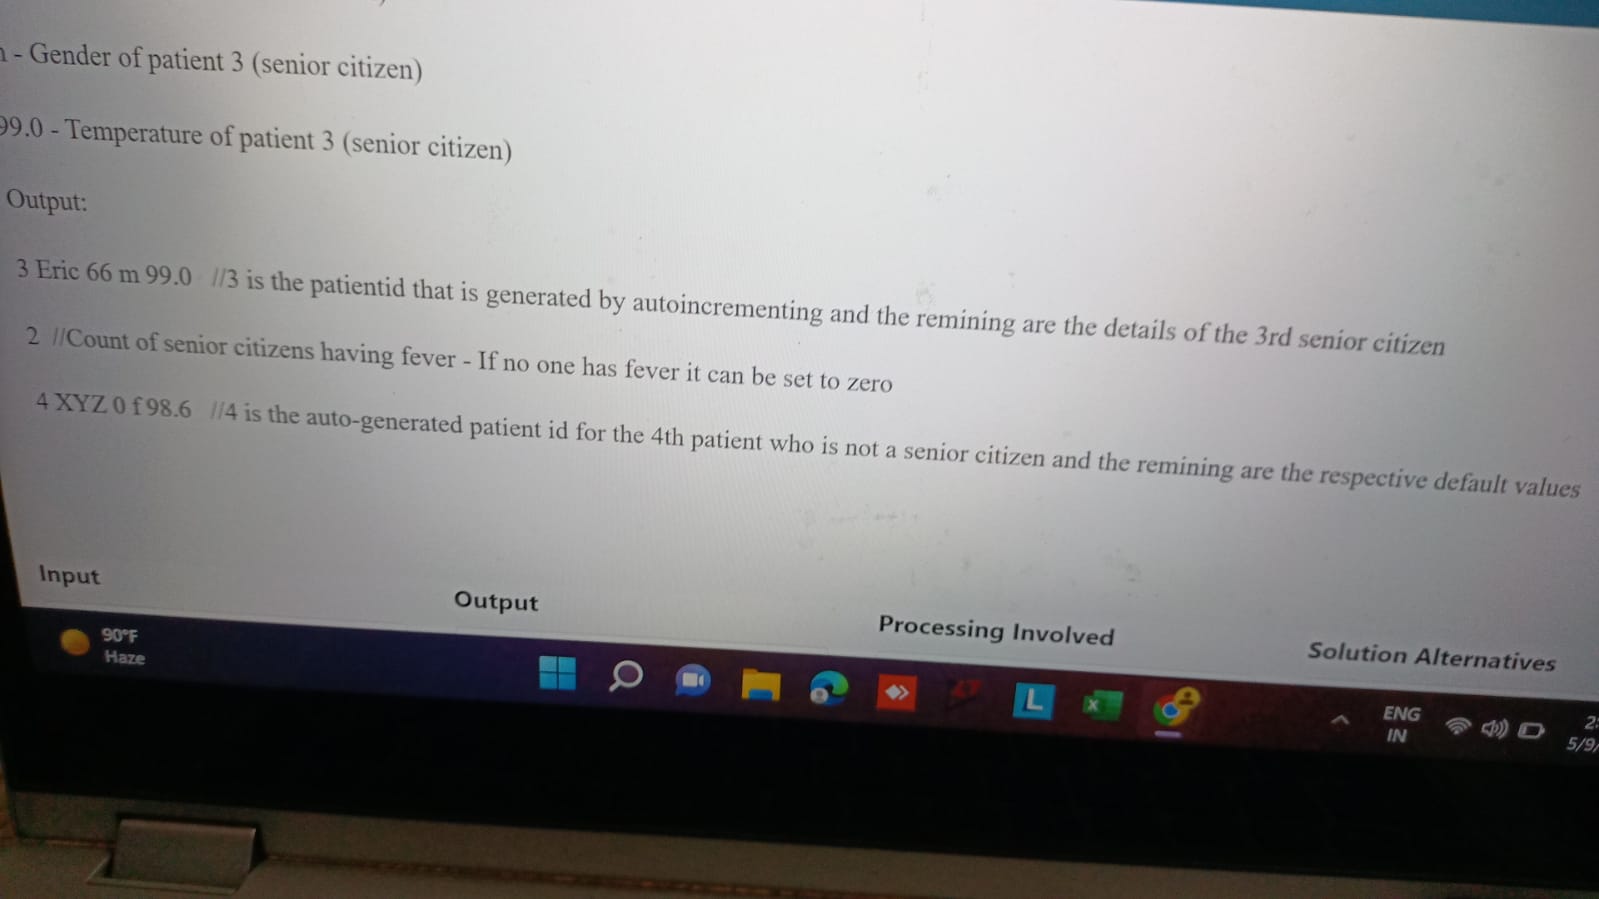 - Gender of patient 3 (senior citizen)
99.0 - Temperature of patient 3 (senior citizen)
Output:
3 Eric 66 m 99.0 //3 is the patientid that is generated by autoincrementing and the remining are the details of the 3rd senior citizen
2 //Count of senior citizens having fever - If no one has fever it can be set to zero
4 XYZ 0 f 98.6 //4 is the auto-generated patient id for the 4th patient who is not a senior citizen and the remining are the respective default values
Input
Output
Processing Involved
Solution Alternatives
90°F
Haze
L
X
ENG
IN
5/9/